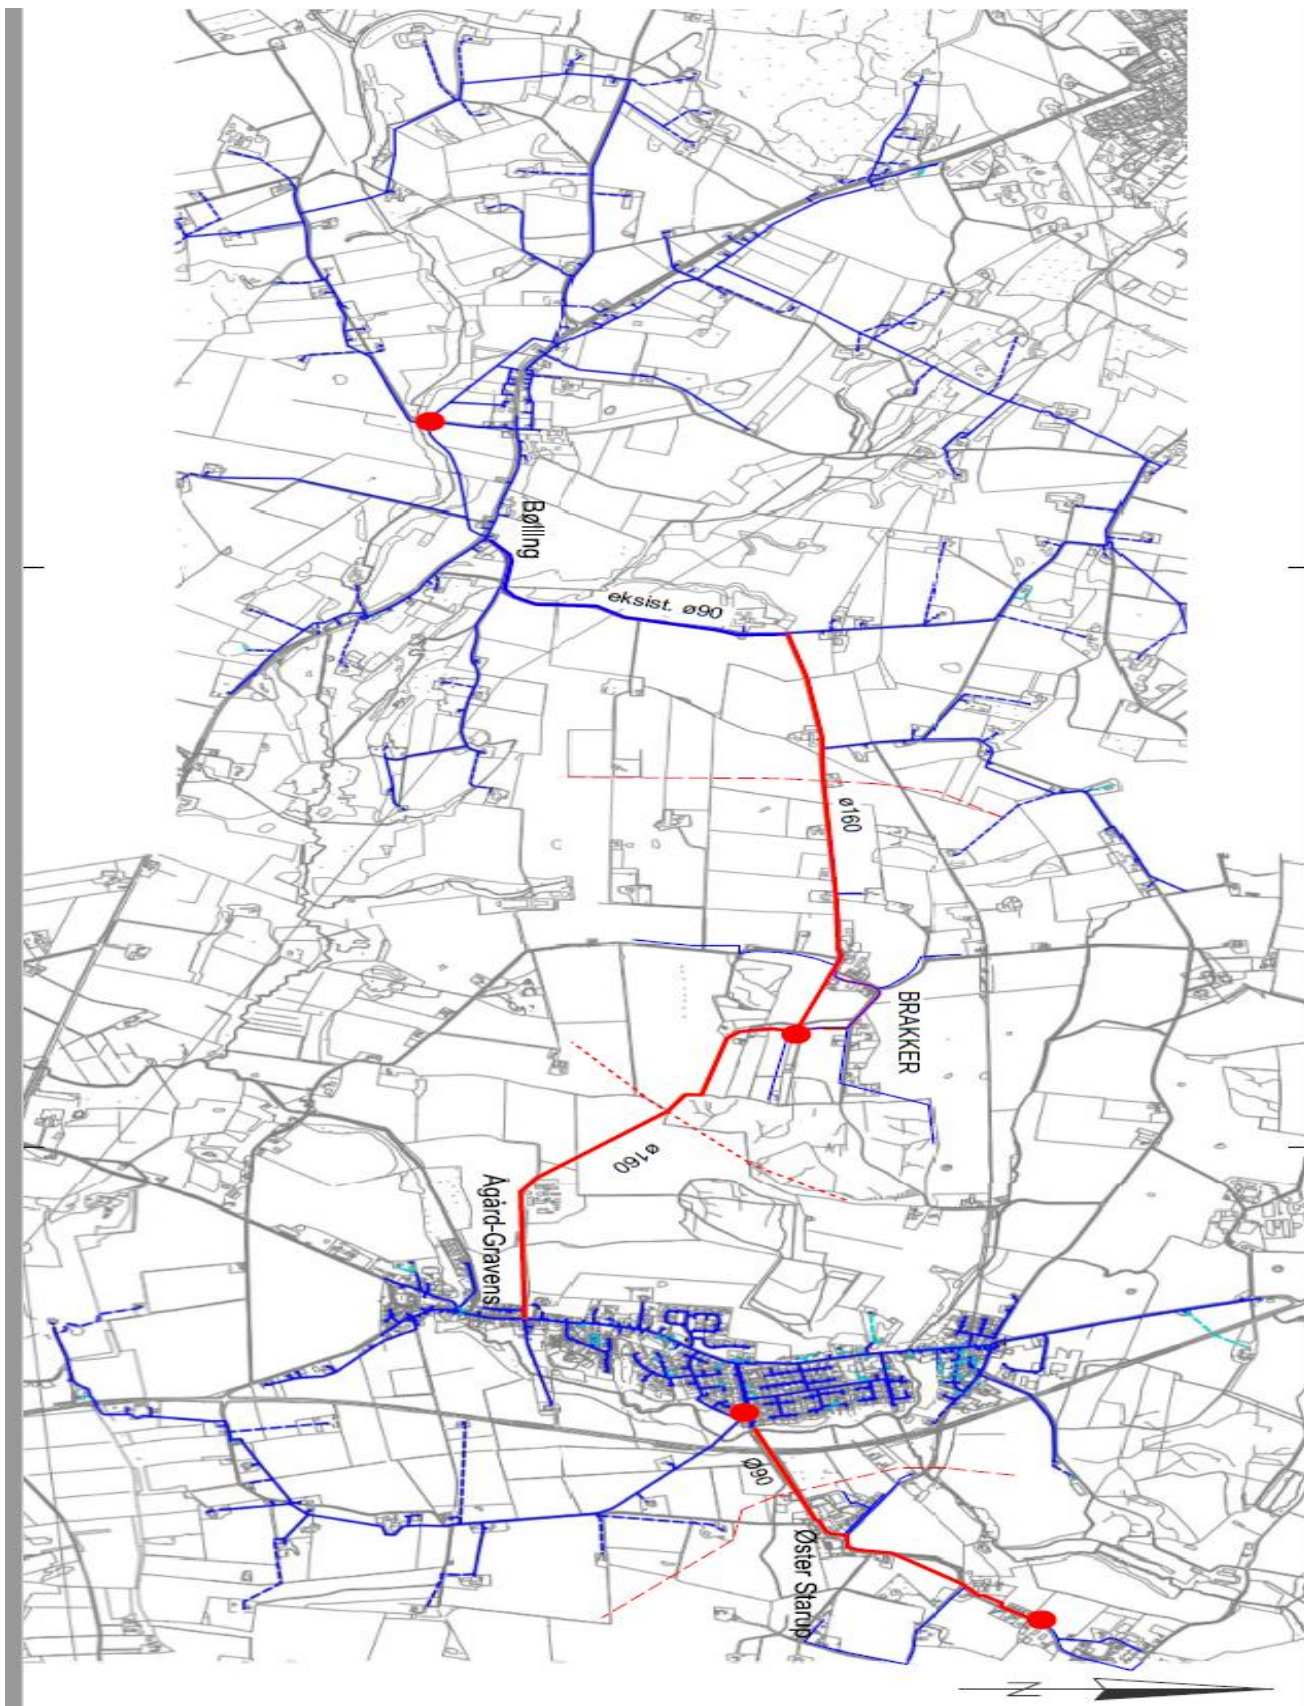 Bølling
eksist. ø90
ø160
BRAKKER
ø160
Ågård-Gravens
Ø90
Øster Starup
N